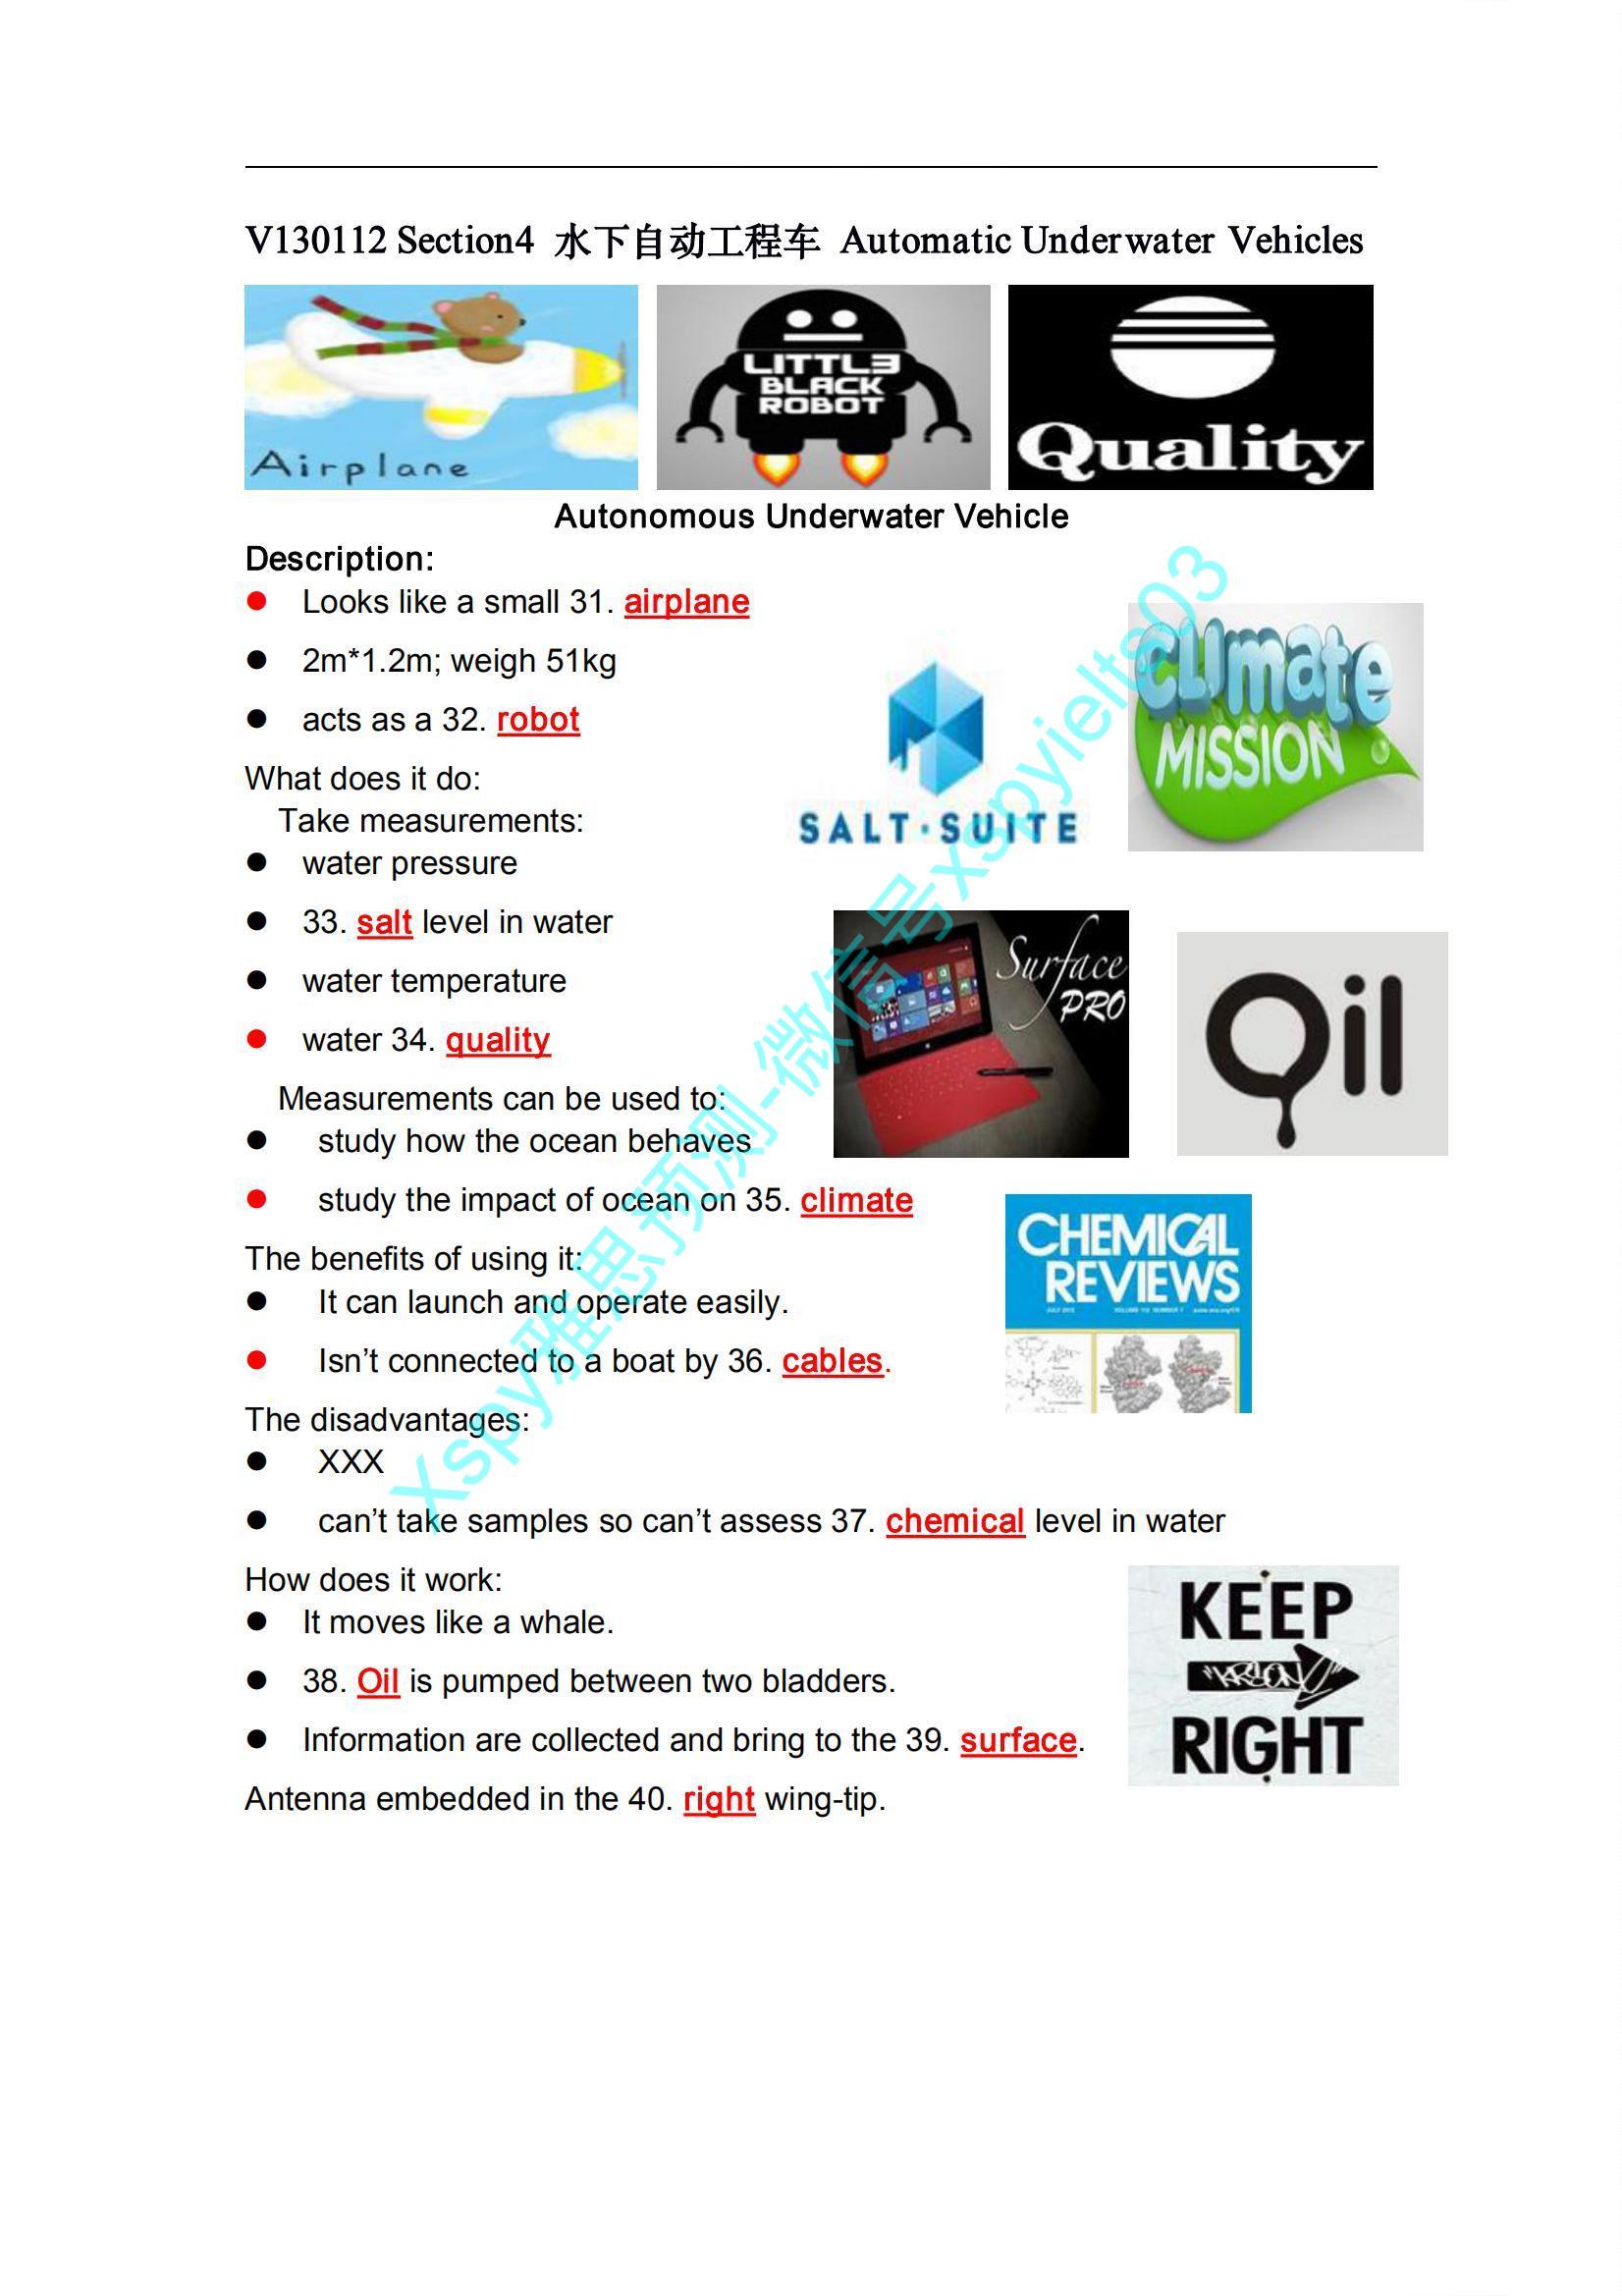 V130112 Section4 水下自动工程车 Automatic Underwater Vehicles
Airplane
LITTLE
BLACK
ROBOT
Quality
Autonomous Underwater Vehicle
Description:
● Looks like a small 31. airplane
● 2m*1.2m; weigh 51kg
● acts as a 32. robot
What does it do:
Take measurements:
● water pressure
● 33. salt level in water
● water temperature
● water 34. quality
Measurements can be used to:
● study how the ocean behaves
● study the impact of ocean on 35. climate
The benefits of using it:
● It can launch and operate easily.
● Isn't connected to a boat by 36. cables.
The disadvantages:
● XXX
● can't take samples so can't assess 37. chemical level in water
How does it work:
● It moves like a whale.
● 38. Oil is pumped between two bladders.
● Information are collected and bring to the 39. surface.
Antenna embedded in the 40. right wing-tip.
SALT·SUITE
CLImate
MISSION
Surface
PRO
Oil
CHEMICAL
REVIEWS
KEEP
RIGHT
Xspy雅思预测-微信号xspyielts03